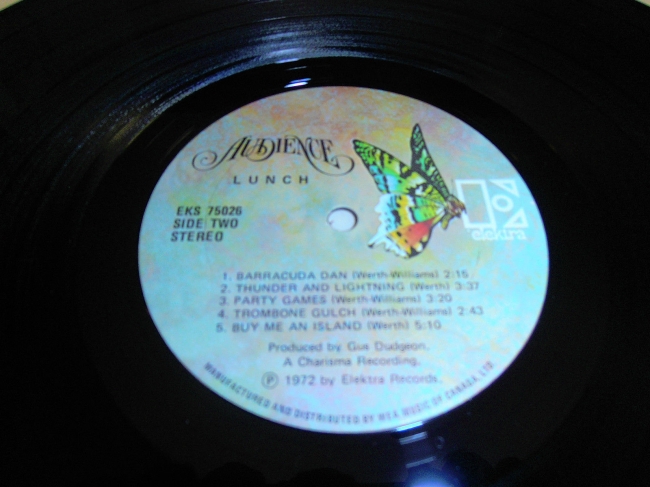 AUDIENCE
LUNCH
elektra
EKS 75026
SIDE TWO
STEREO
1. BARRACUDA DAN (Werth-Williams) 2:15
2. THUNDER AND LIGHTNING (Werth) 3:37
3. PARTY GAMES (Werth-Williams) 3:20
4. TROMBONE GULCH (Werth-Williams) 2:43
5. BUY ME AN ISLAND (Werth) 5:10
Produced by Gus Dudgeon.
A Charisma Recording.
Ⓟ 1972 by Elektra Records.
MANUFACTURED AND DISTRIBUTED BY WEA MUSIC OF CANADA, LTD.